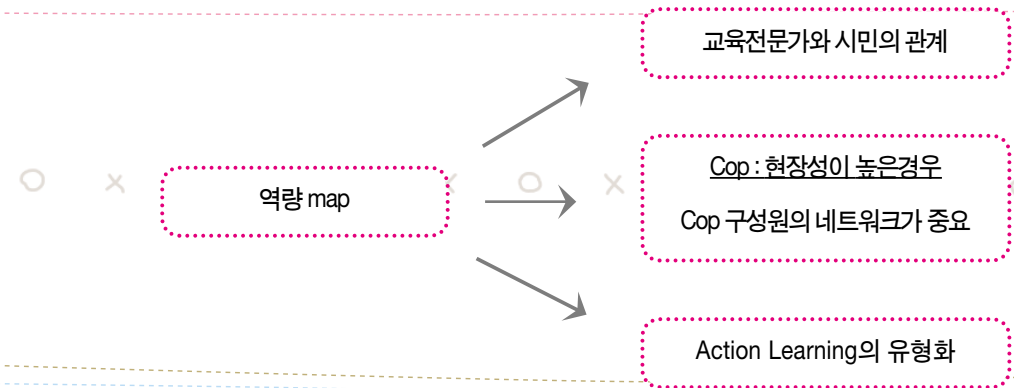 교육전문가와 시민의 관계
역량 map
Cop : 현장성이 높은경우
Cop 구성원의 네트워크가 중요
Action Learning의 유형화